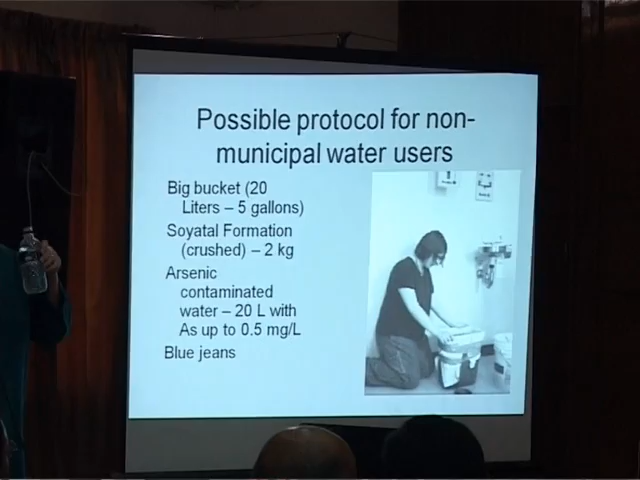 Possible protocol for non-
municipal water users
Big bucket (20
Liters – 5 gallons)
Soyatal Formation
(crushed) – 2 kg
Arsenic
contaminated
water – 20 L with
As up to 0.5 mg/L
Blue jeans